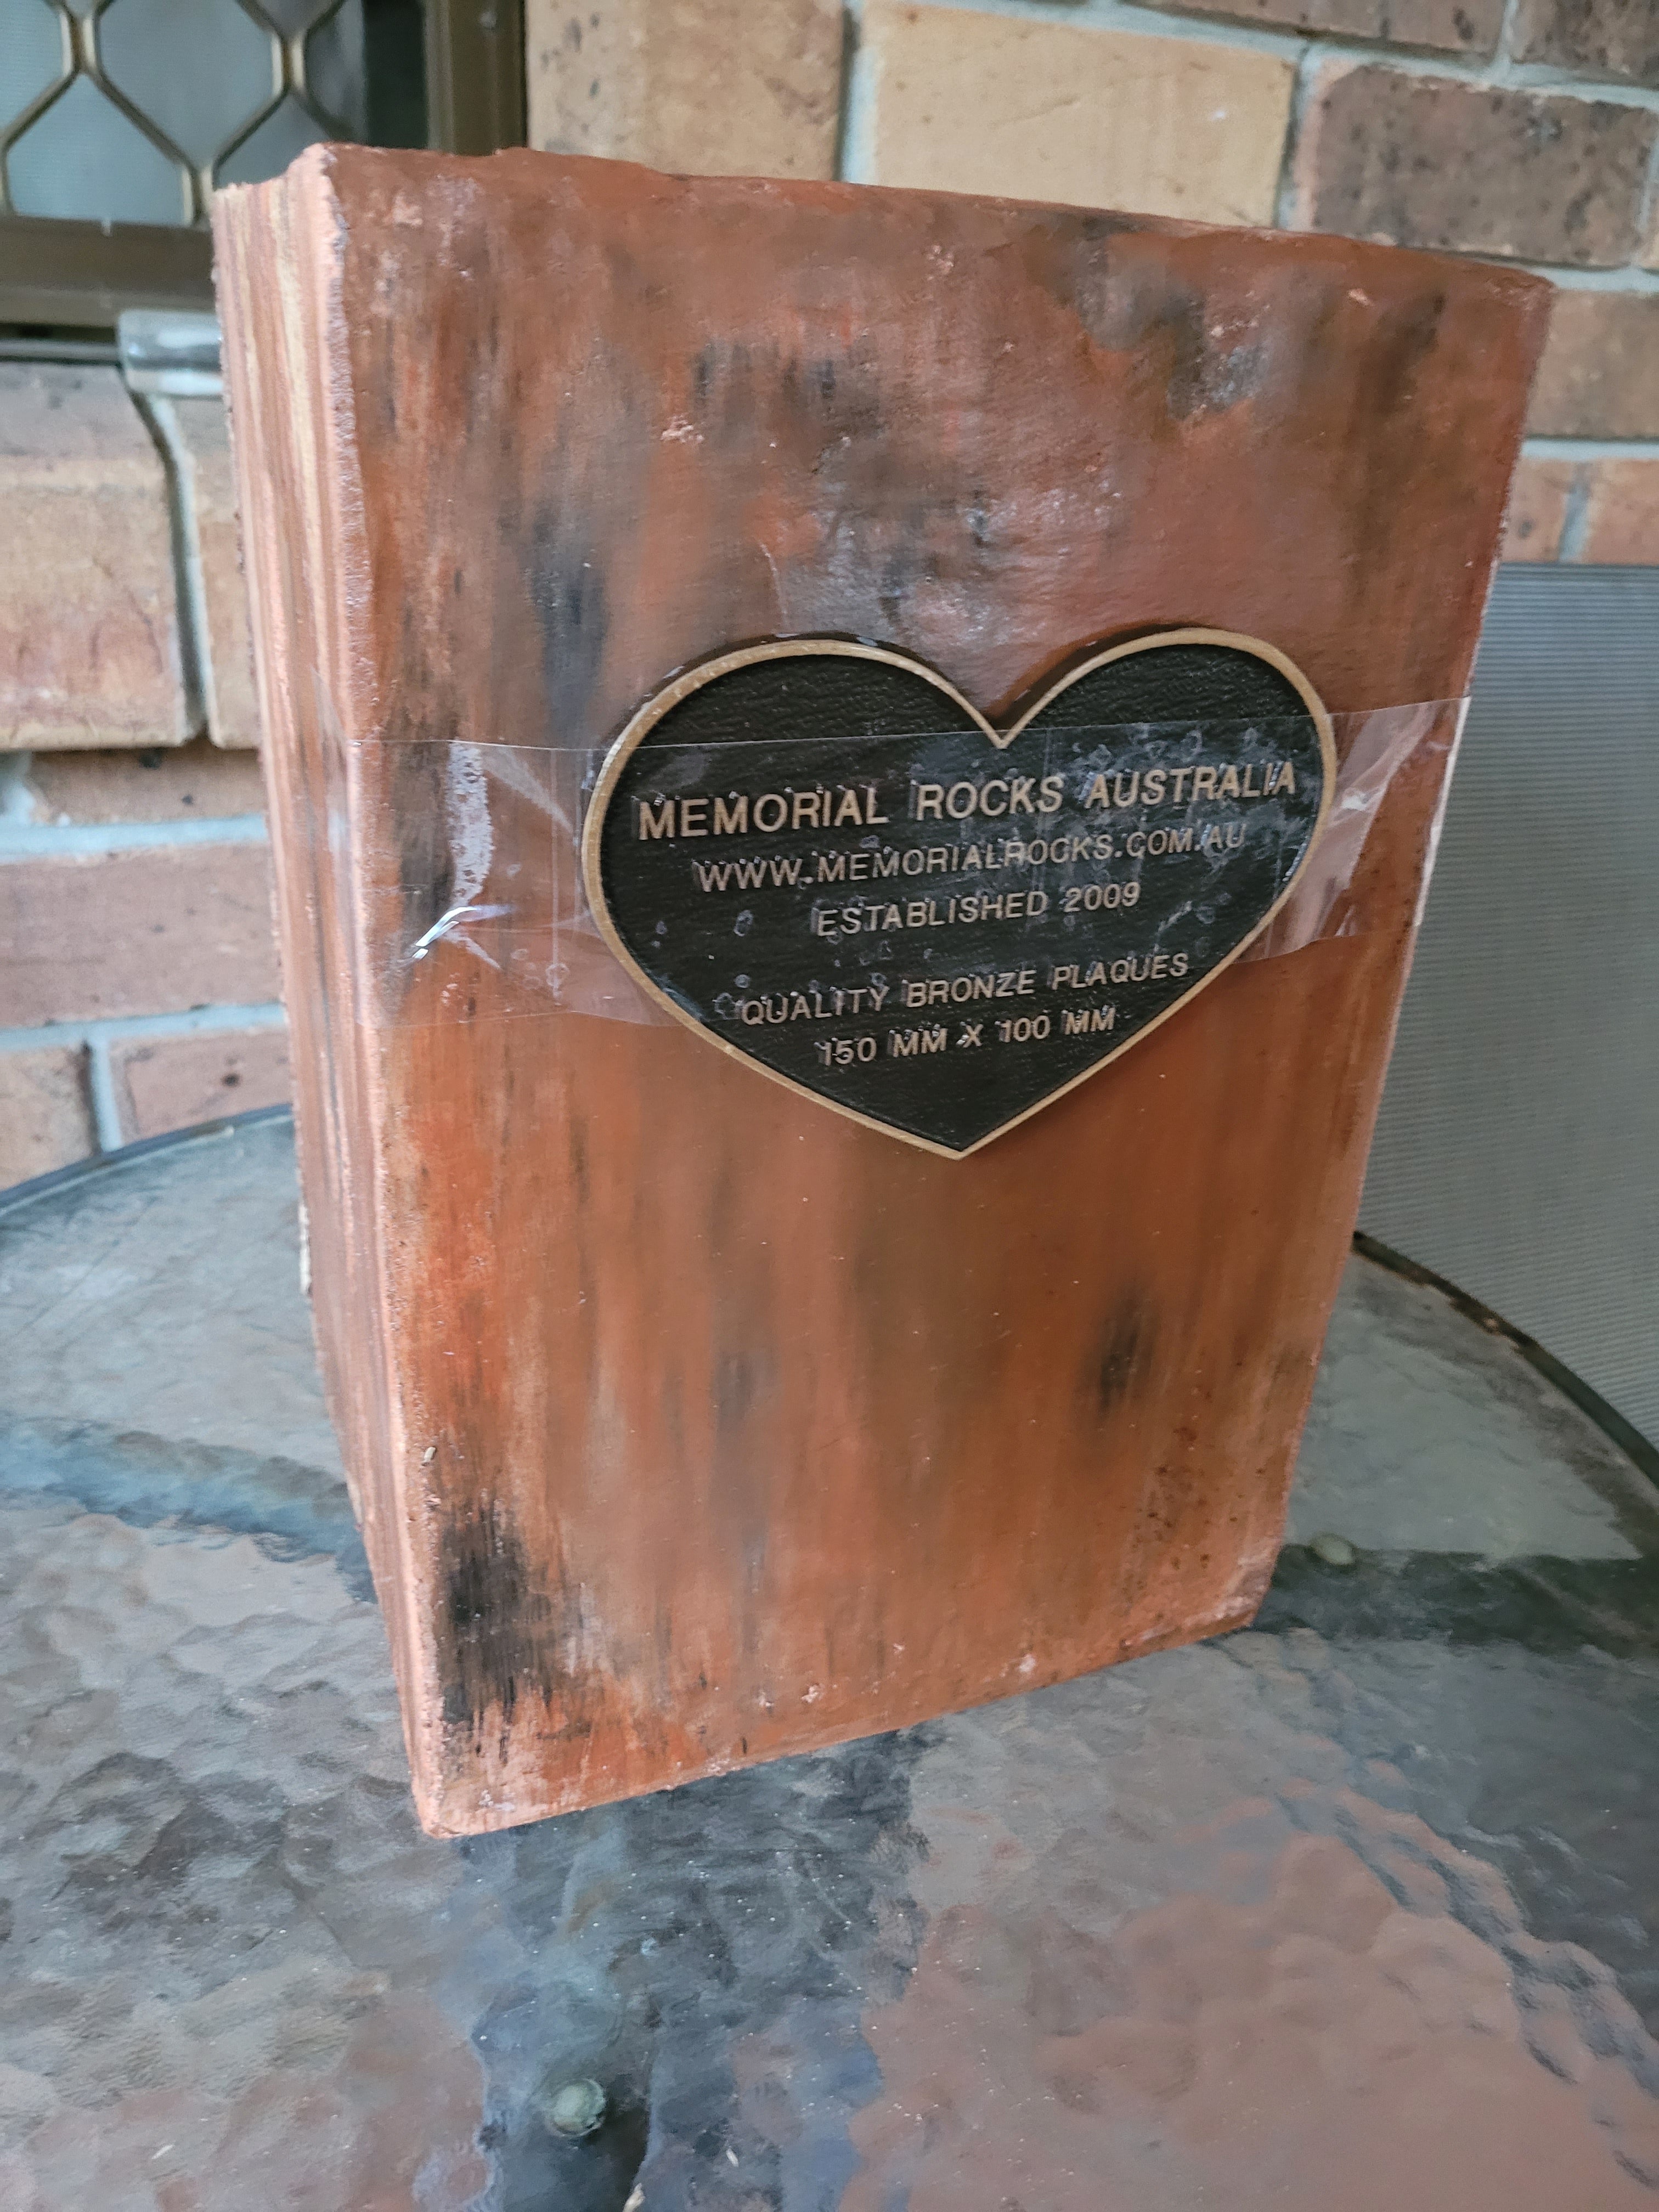 MEMORIAL ROCKS AUSTRALIA
WWW.MEMORIALROCKS.COM.AU
ESTABLISHED 2009
QUALITY BRONZE PLAQUES
150 MM X 100 MM